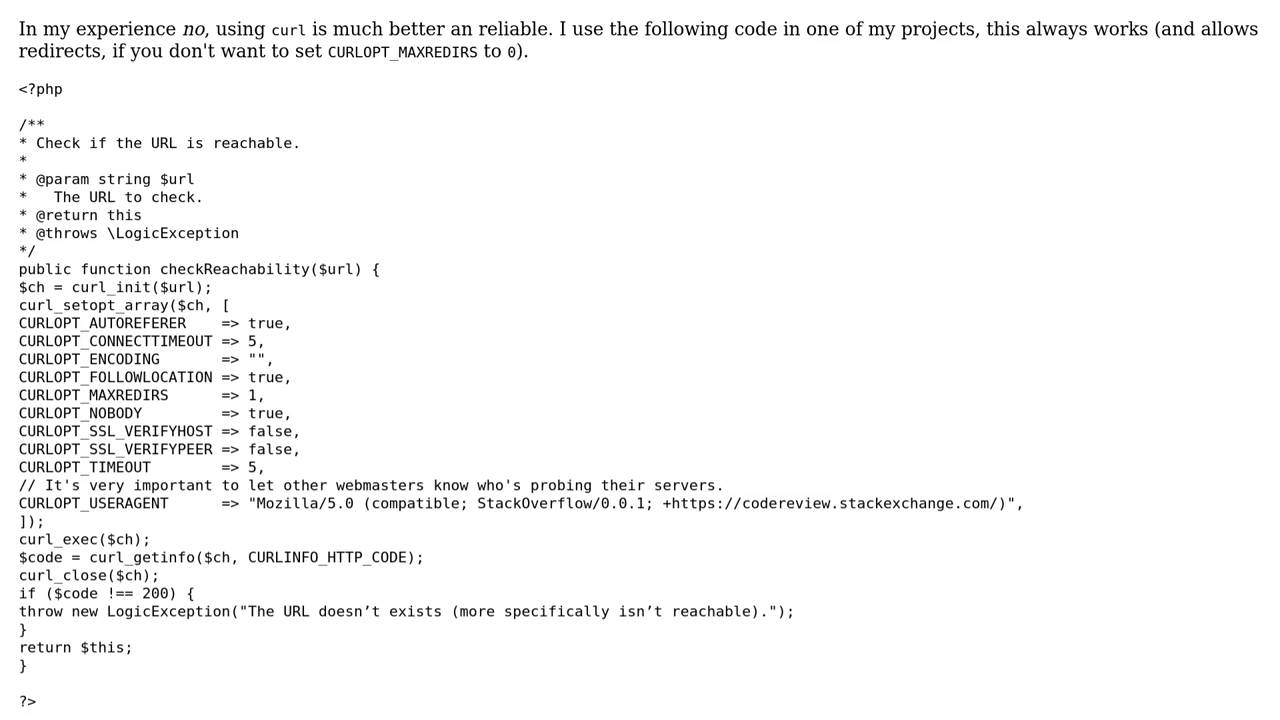 In my experience no, using curl is much better an reliable. I use the following code in one of my projects, this always works (and allows
redirects, if you don't want to set CURLOPT_MAXREDIRS to 0).
<?php
/**
* Check if the URL is reachable.
*
* @param string $url
*   The URL to check.
* @return this
* @throws \LogicException
*/
public function checkReachability($url) {
$ch = curl_init($url);
curl_setopt_array($ch, [
CURLOPT_AUTOREFERER    => true,
CURLOPT_CONNECTTIMEOUT => 5,
CURLOPT_ENCODING       => "",
CURLOPT_FOLLOWLOCATION => true,
CURLOPT_MAXREDIRS      => 1,
CURLOPT_NOBODY         => true,
CURLOPT_SSL_VERIFYHOST => false,
CURLOPT_SSL_VERIFYPEER => false,
CURLOPT_TIMEOUT        => 5,
// It's very important to let other webmasters know who's probing their servers.
CURLOPT_USERAGENT      => "Mozilla/5.0 (compatible; StackOverflow/0.0.1; +https://codereview.stackexchange.com/)",
]);
curl_exec($ch);
$code = curl_getinfo($ch, CURLINFO_HTTP_CODE);
curl_close($ch);
if ($code !== 200) {
throw new LogicException("The URL doesn’t exists (more specifically isn’t reachable).");
}
return $this;
}
?>